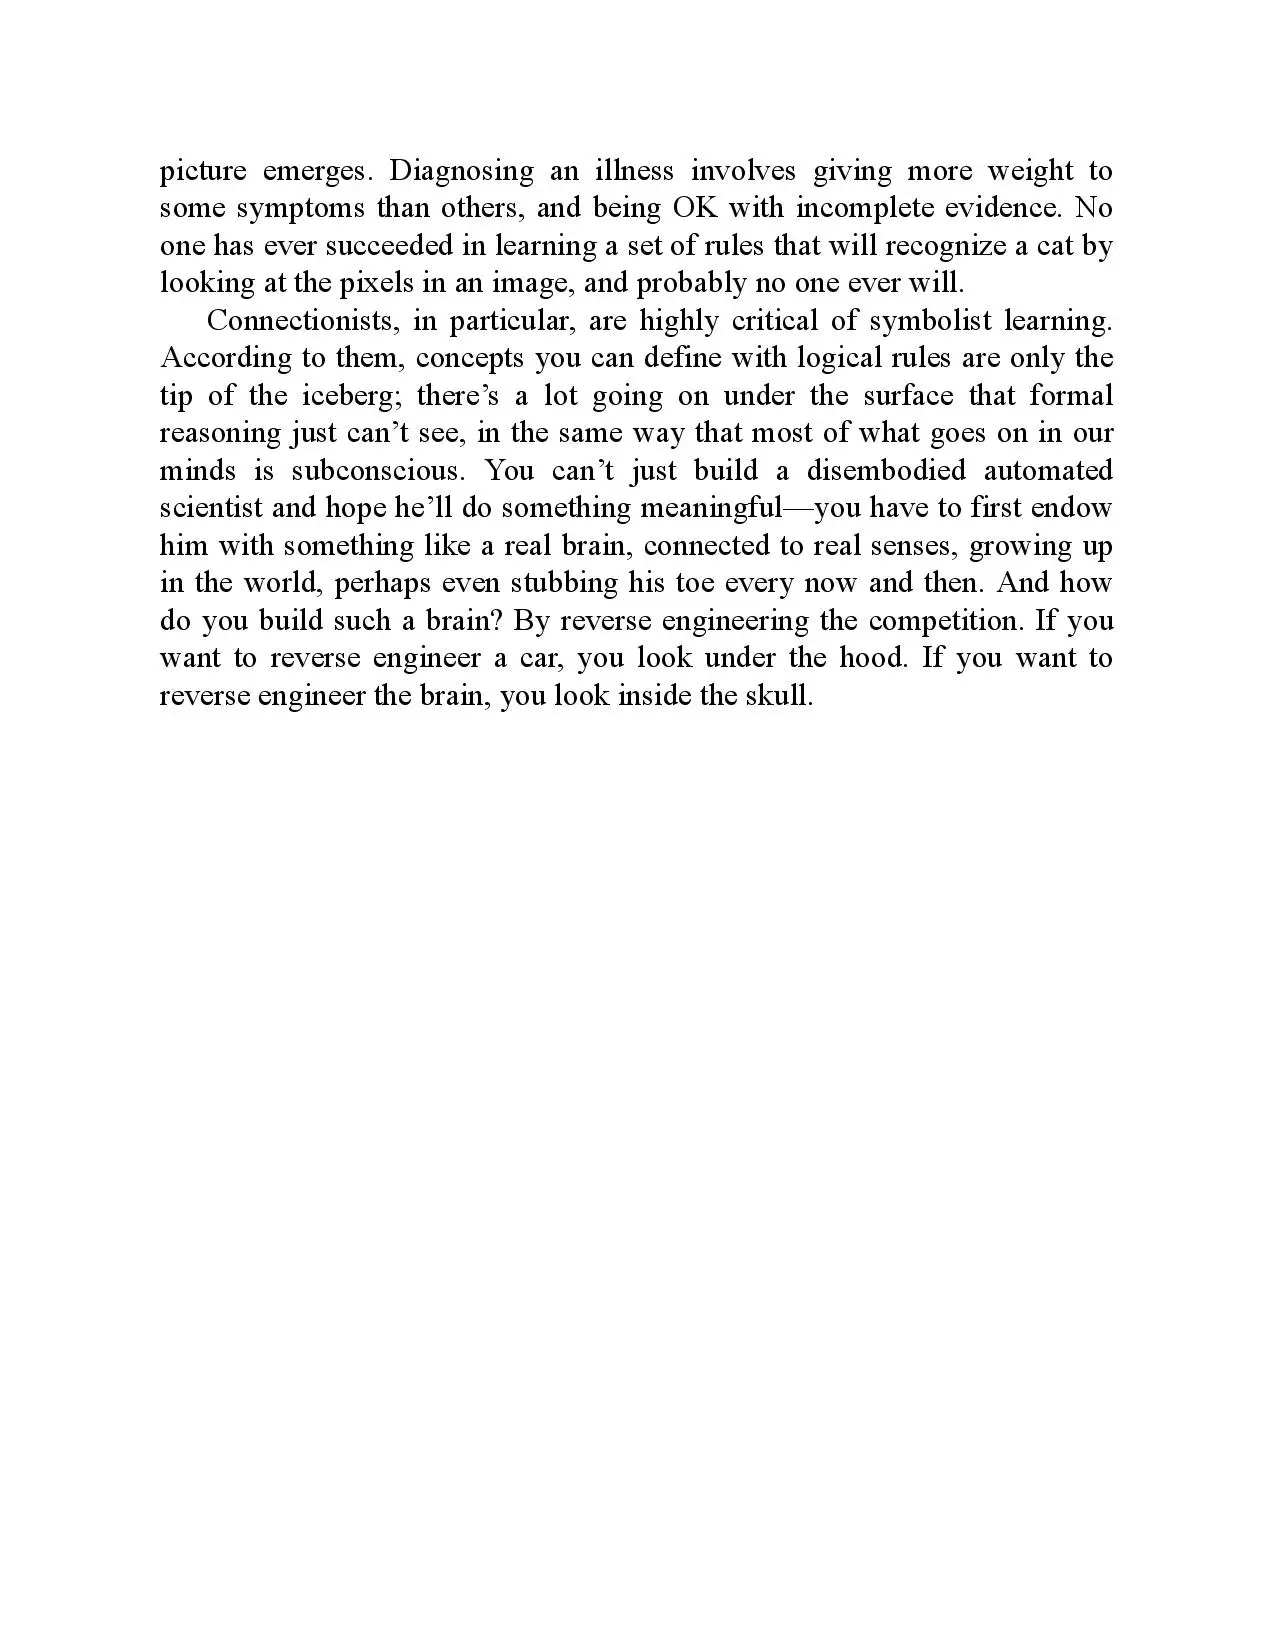 picture emerges. Diagnosing an illness involves giving more weight to
some symptoms than others, and being OK with incomplete evidence. No
one has ever succeeded in learning a set of rules that will recognize a cat by
looking at the pixels in an image, and probably no one ever will.
Connectionists, in particular, are highly critical of symbolist learning.
According to them, concepts you can define with logical rules are only the
tip of the iceberg; there’s a lot going on under the surface that formal
reasoning just can’t see, in the same way that most of what goes on in our
minds is subconscious. You can’t just build a disembodied automated
scientist and hope he’ll do something meaningful—you have to first endow
him with something like a real brain, connected to real senses, growing up
in the world, perhaps even stubbing his toe every now and then. And how
do you build such a brain? By reverse engineering the competition. If you
want to reverse engineer a car, you look under the hood. If you want to
reverse engineer the brain, you look inside the skull.